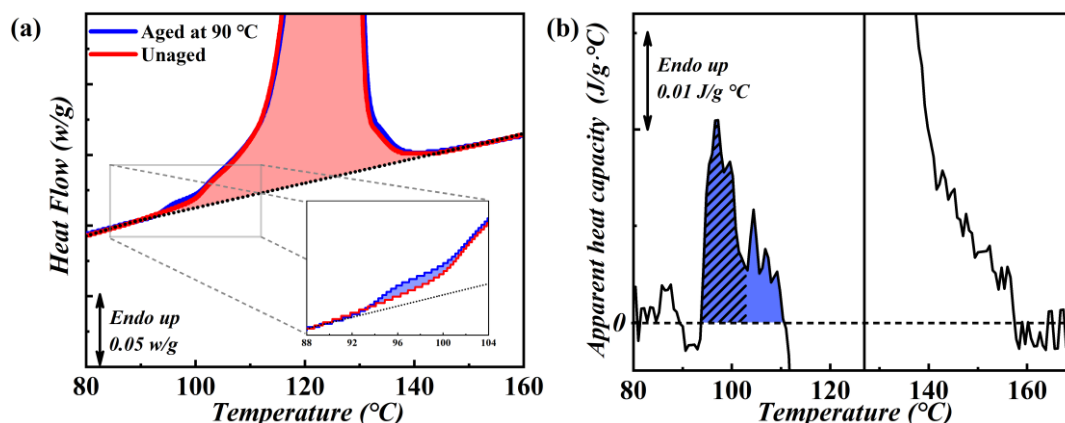 (a)
Aged at 90 °C
Unaged
Heat Flow (w/g)
Endo up
0.05 w/g
88 92 96 100 104
80 100 120 140 160
Temperature (°C)
(b)
Endo up
0.01 J/g °C
Apparent heat capacity (J/g·°C)
0
80 100 120 140 160
Temperature (°C)